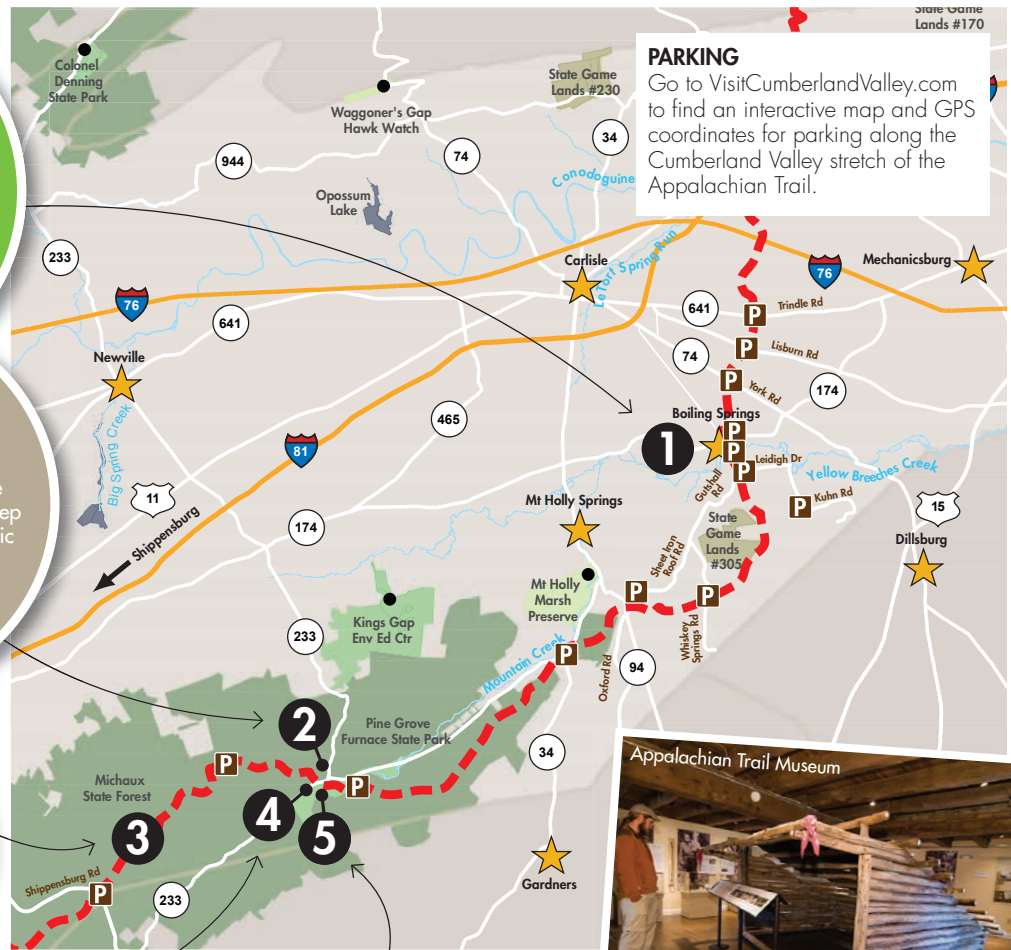 State Game
Lands #170
PARKING
Go to VisitCumberlandValley.com
to find an interactive map and GPS
coordinates for parking along the
Cumberland Valley stretch of the
Appalachian Trail.
Colonel
Denning
State Park
Waggoner's Gap
Hawk Watch
State Game
Lands #230
34
74
944
Conodoguine
Opossum
Lake
233
Carlisle
LeTort Spring Run
Mechanicsburg
76
76
641
641
Trindle Rd
P
Lisburn Rd
P
74
Newville
York Rd
P
174
Boiling Springs
465
1
P
P
P
Leidigh Dr
Gutshall
Rd
Yellow Breeches Creek
81
Big Spring Creek
11
Shippensburg
174
Mt Holly Springs
P
Kuhn Rd
15
Dillsburg
State
Game
Lands
#305
Sheet Iron
Roof Rd
P
P
Whiskey
Springs Rd
Mt Holly
Marsh
Preserve
Kings Gap
Env Ed Ctr
233
Mountain Creek
P
Oxford Rd
94
ep
ic
2
Pine Grove
Furnace State Park
34
P
P
Michaux
State Forest
3
4
5
Shippensburg Rd
P
233
Gardners
Appalachian Trail Museum